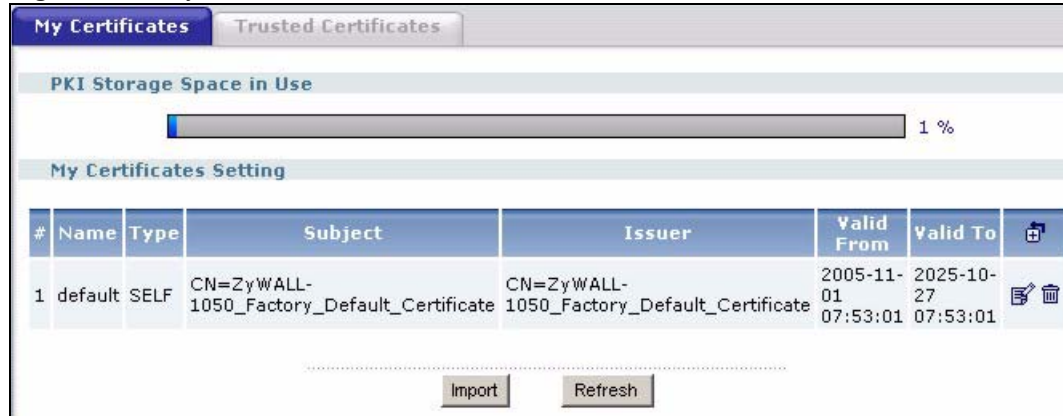 My Certificates
Trusted Certificates
PKI Storage Space in Use
1 %
My Certificates Setting
# Name Type Subject Issuer Valid From Valid To
1 default SELF CN=ZyWALL-1050_Factory_Default_Certificate CN=ZyWALL-1050_Factory_Default_Certificate 2005-11-01 07:53:01 2025-10-27 07:53:01
Import Refresh